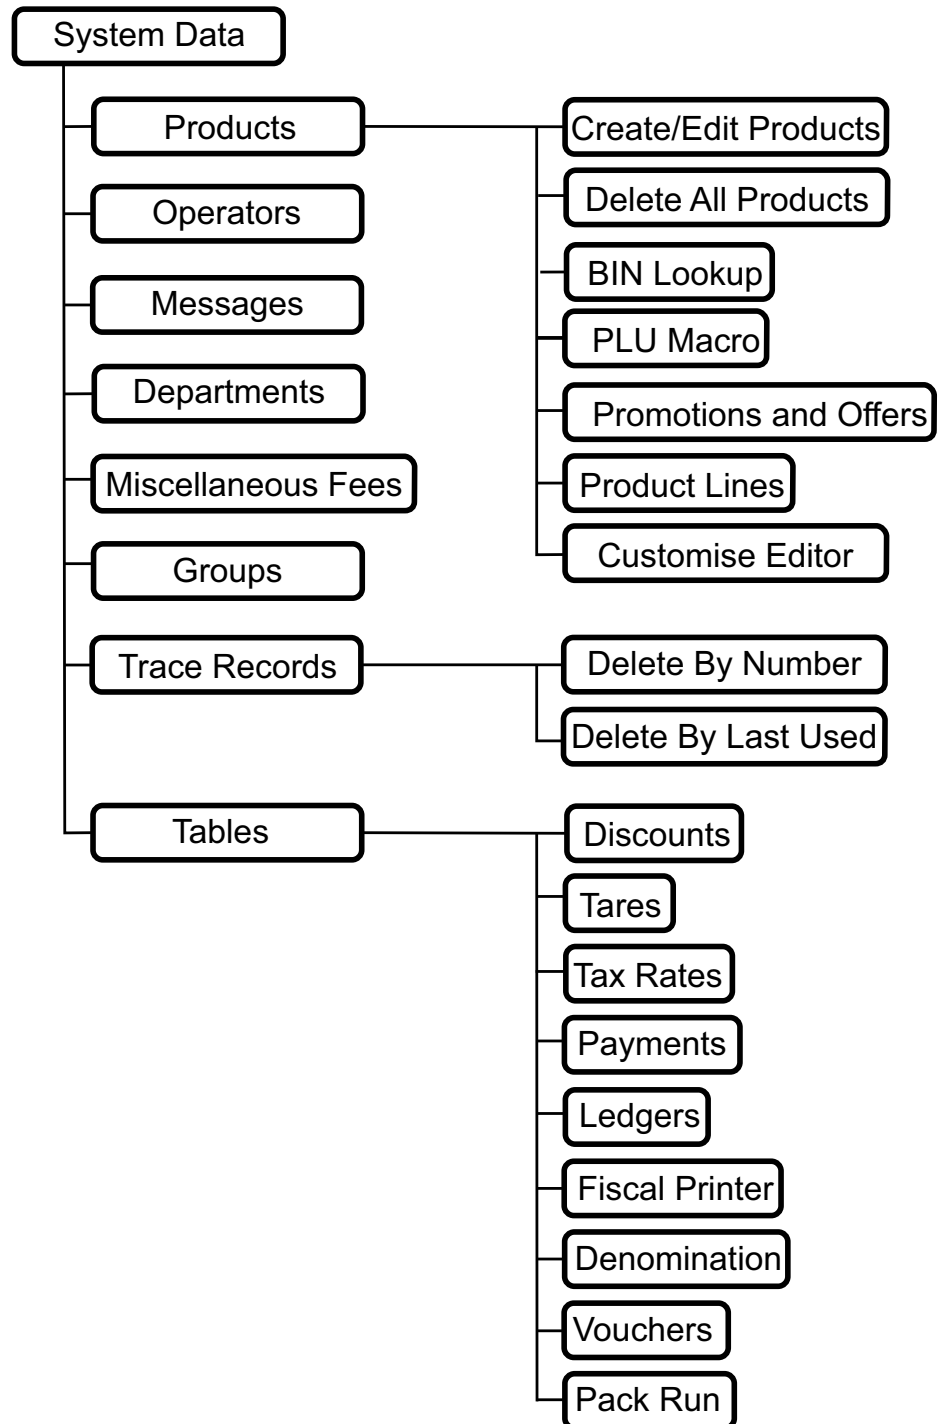 System Data
Products
Create/Edit Products
Delete All Products
BIN Lookup
PLU Macro
Promotions and Offers
Product Lines
Customise Editor
Operators
Messages
Departments
Miscellaneous Fees
Groups
Trace Records
Delete By Number
Delete By Last Used
Tables
Discounts
Tares
Tax Rates
Payments
Ledgers
Fiscal Printer
Denomination
Vouchers
Pack Run